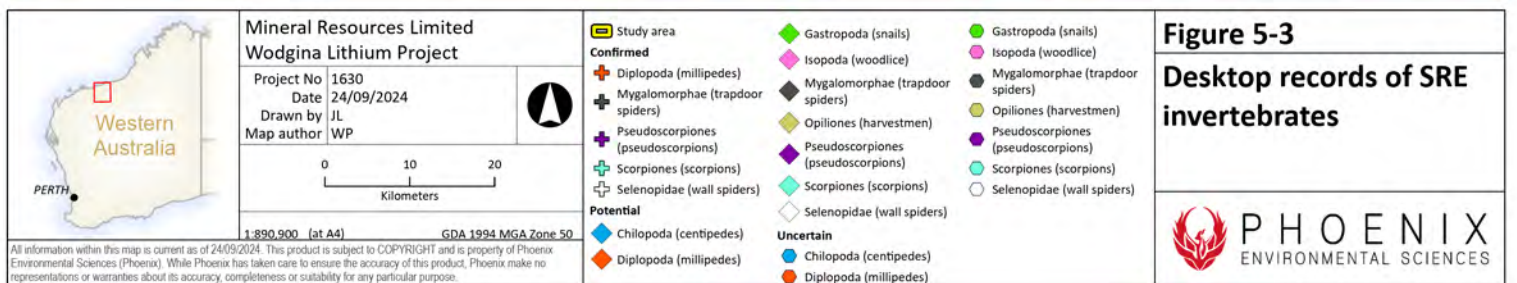 Western
Australia
PERTH
Mineral Resources Limited
Wodgina Lithium Project
Project No 1630
Date 24/09/2024
Drawn by JL
Map author WP
0 10 20
Kilometers
1:890,900 (at A4) GDA 1994 MGA Zone 50
All information within this map is current as of 24/09/2024. This product is subject to COPYRIGHT and is property of Phoenix
Environmental Sciences (Phoenix). While Phoenix has taken care to ensure the accuracy of this product, Phoenix make no
representations or warranties about its accuracy, completeness or suitability for any particular purpose.
Study area
Confirmed
Diplopoda (millipedes)
Mygalomorphae (trapdoor
spiders)
Pseudoscorpiones
(pseudoscorpions)
Scorpiones (scorpions)
Selenopidae (wall spiders)
Potential
Chilopoda (centipedes)
Diplopoda (millipedes)
Gastropoda (snails)
Isopoda (woodlice)
Mygalomorphae (trapdoor
spiders)
Opiliones (harvestmen)
Pseudoscorpiones
(pseudoscorpions)
Scorpiones (scorpions)
Selenopidae (wall spiders)
Uncertain
Chilopoda (centipedes)
Diplopoda (millipedes)
Gastropoda (snails)
Isopoda (woodlice)
Mygalomorphae (trapdoor
spiders)
Opiliones (harvestmen)
Pseudoscorpiones
(pseudoscorpions)
Scorpiones (scorpions)
Selenopidae (wall spiders)
Figure 5-3
Desktop records of SRE
invertebrates
PHOENIX
ENVIRONMENTAL SCIENCES